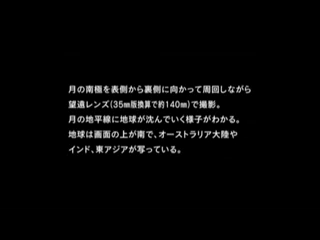 月の南極を表側から裏側に向かって周回しながら
望遠レンズ(35㎜版換算で約140㎜)で撮影。
月の地平線に地球が沈んでいく様子がわかる。
地球は画面の上が南で、オーストラリア大陸や
インド、東アジアが写っている。